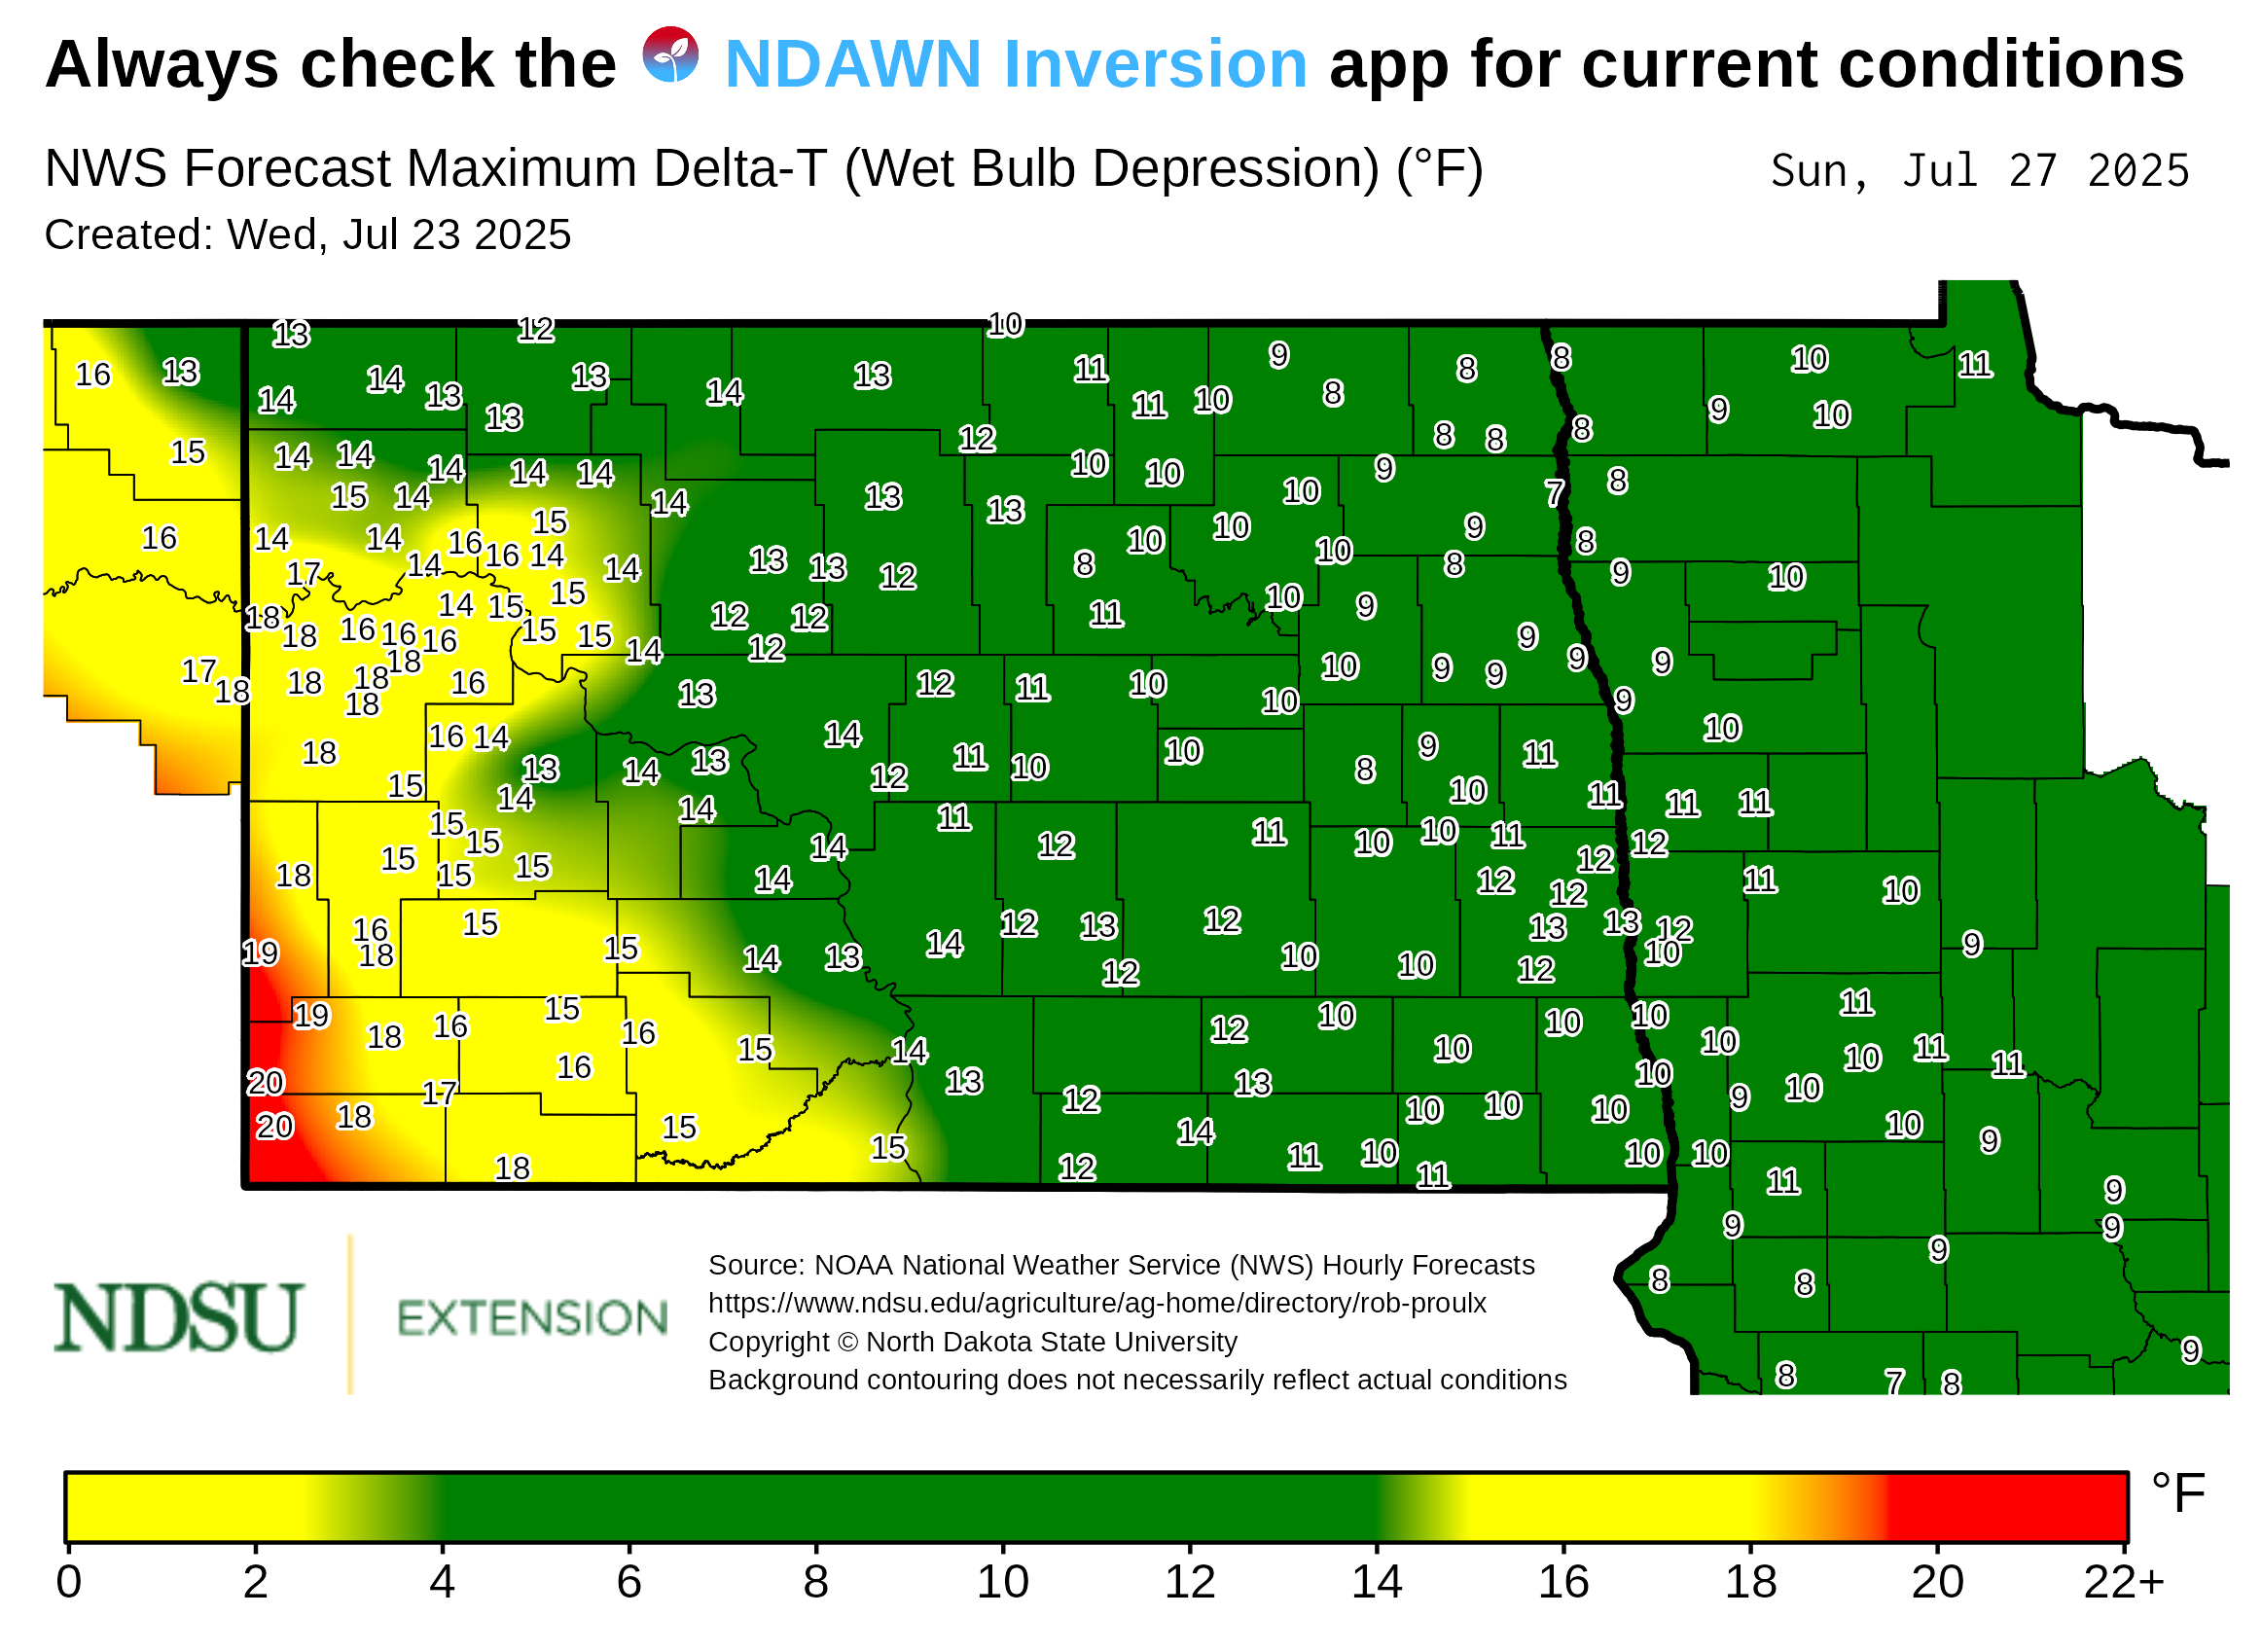 Always check the NDAWN Inversion app for current conditions
NWS Forecast Maximum Delta-T (Wet Bulb Depression) (°F)
Sun, Jul 27 2025
Created: Wed, Jul 23 2025
13 12 10
16 13 14 13 13 14 13 11 9 8 8 8 10 11
14 13 11 10 8 9 10
15 14 14 14 14 14 12 10 10 9 8 8 8
15 14 14 13 13 10 7 8
16 14 14 15 16 16 14 10 10 10 9 8
17 14 14 13 13 12 8 8 9 10
18 14 15 15 12 12 11 10 9
18 16 16 16 15 15 14 12 9 9 9
17 18 18 18 18 16 13 12 11 10 10 9 9
18 18 10 9
18 16 14 14 11 10 9 11 10
15 13 14 13 12 10 8 10 11 11 11
14 14 11
15 15 14 12 11 10 10 11 12
18 15 15 15 14 12 12 11 10
16 15 15 12 13 12 13 13 12
19 18 14 13 14 12 10 10 12 10 9
19 15 10 10 10 11
18 16 16 15 14 12 10 10 11
20 16 13 13 10 10 10 11
17 12 10 10 10 9
20 18 15 14 10 9
18 15 12 11 10 11 10 10 11 9
9 9
9
8 8
9
8 7 8
NDSU EXTENSION
Source: NOAA National Weather Service (NWS) Hourly Forecasts
https://www.ndsu.edu/agriculture/ag-home/directory/rob-proulx
Copyright © North Dakota State University
Background contouring does not necessarily reflect actual conditions
°F
0 2 4 6 8 10 12 14 16 18 20 22+